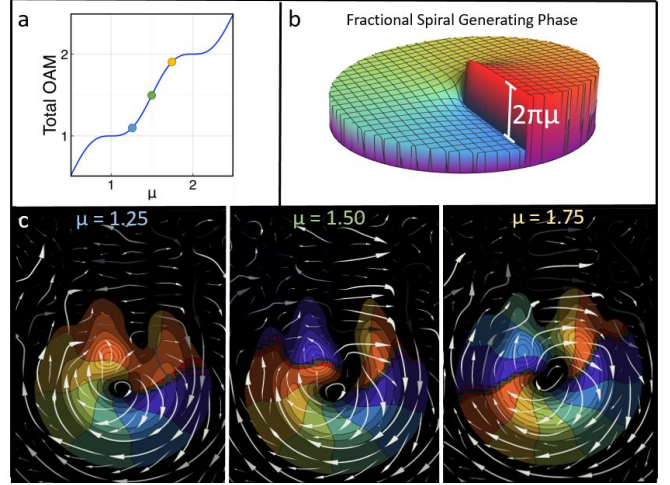 a
Total OAM
2
1
1
2
μ
b
Fractional Spiral Generating Phase
2πμ
c
μ = 1.25
μ = 1.50
μ = 1.75